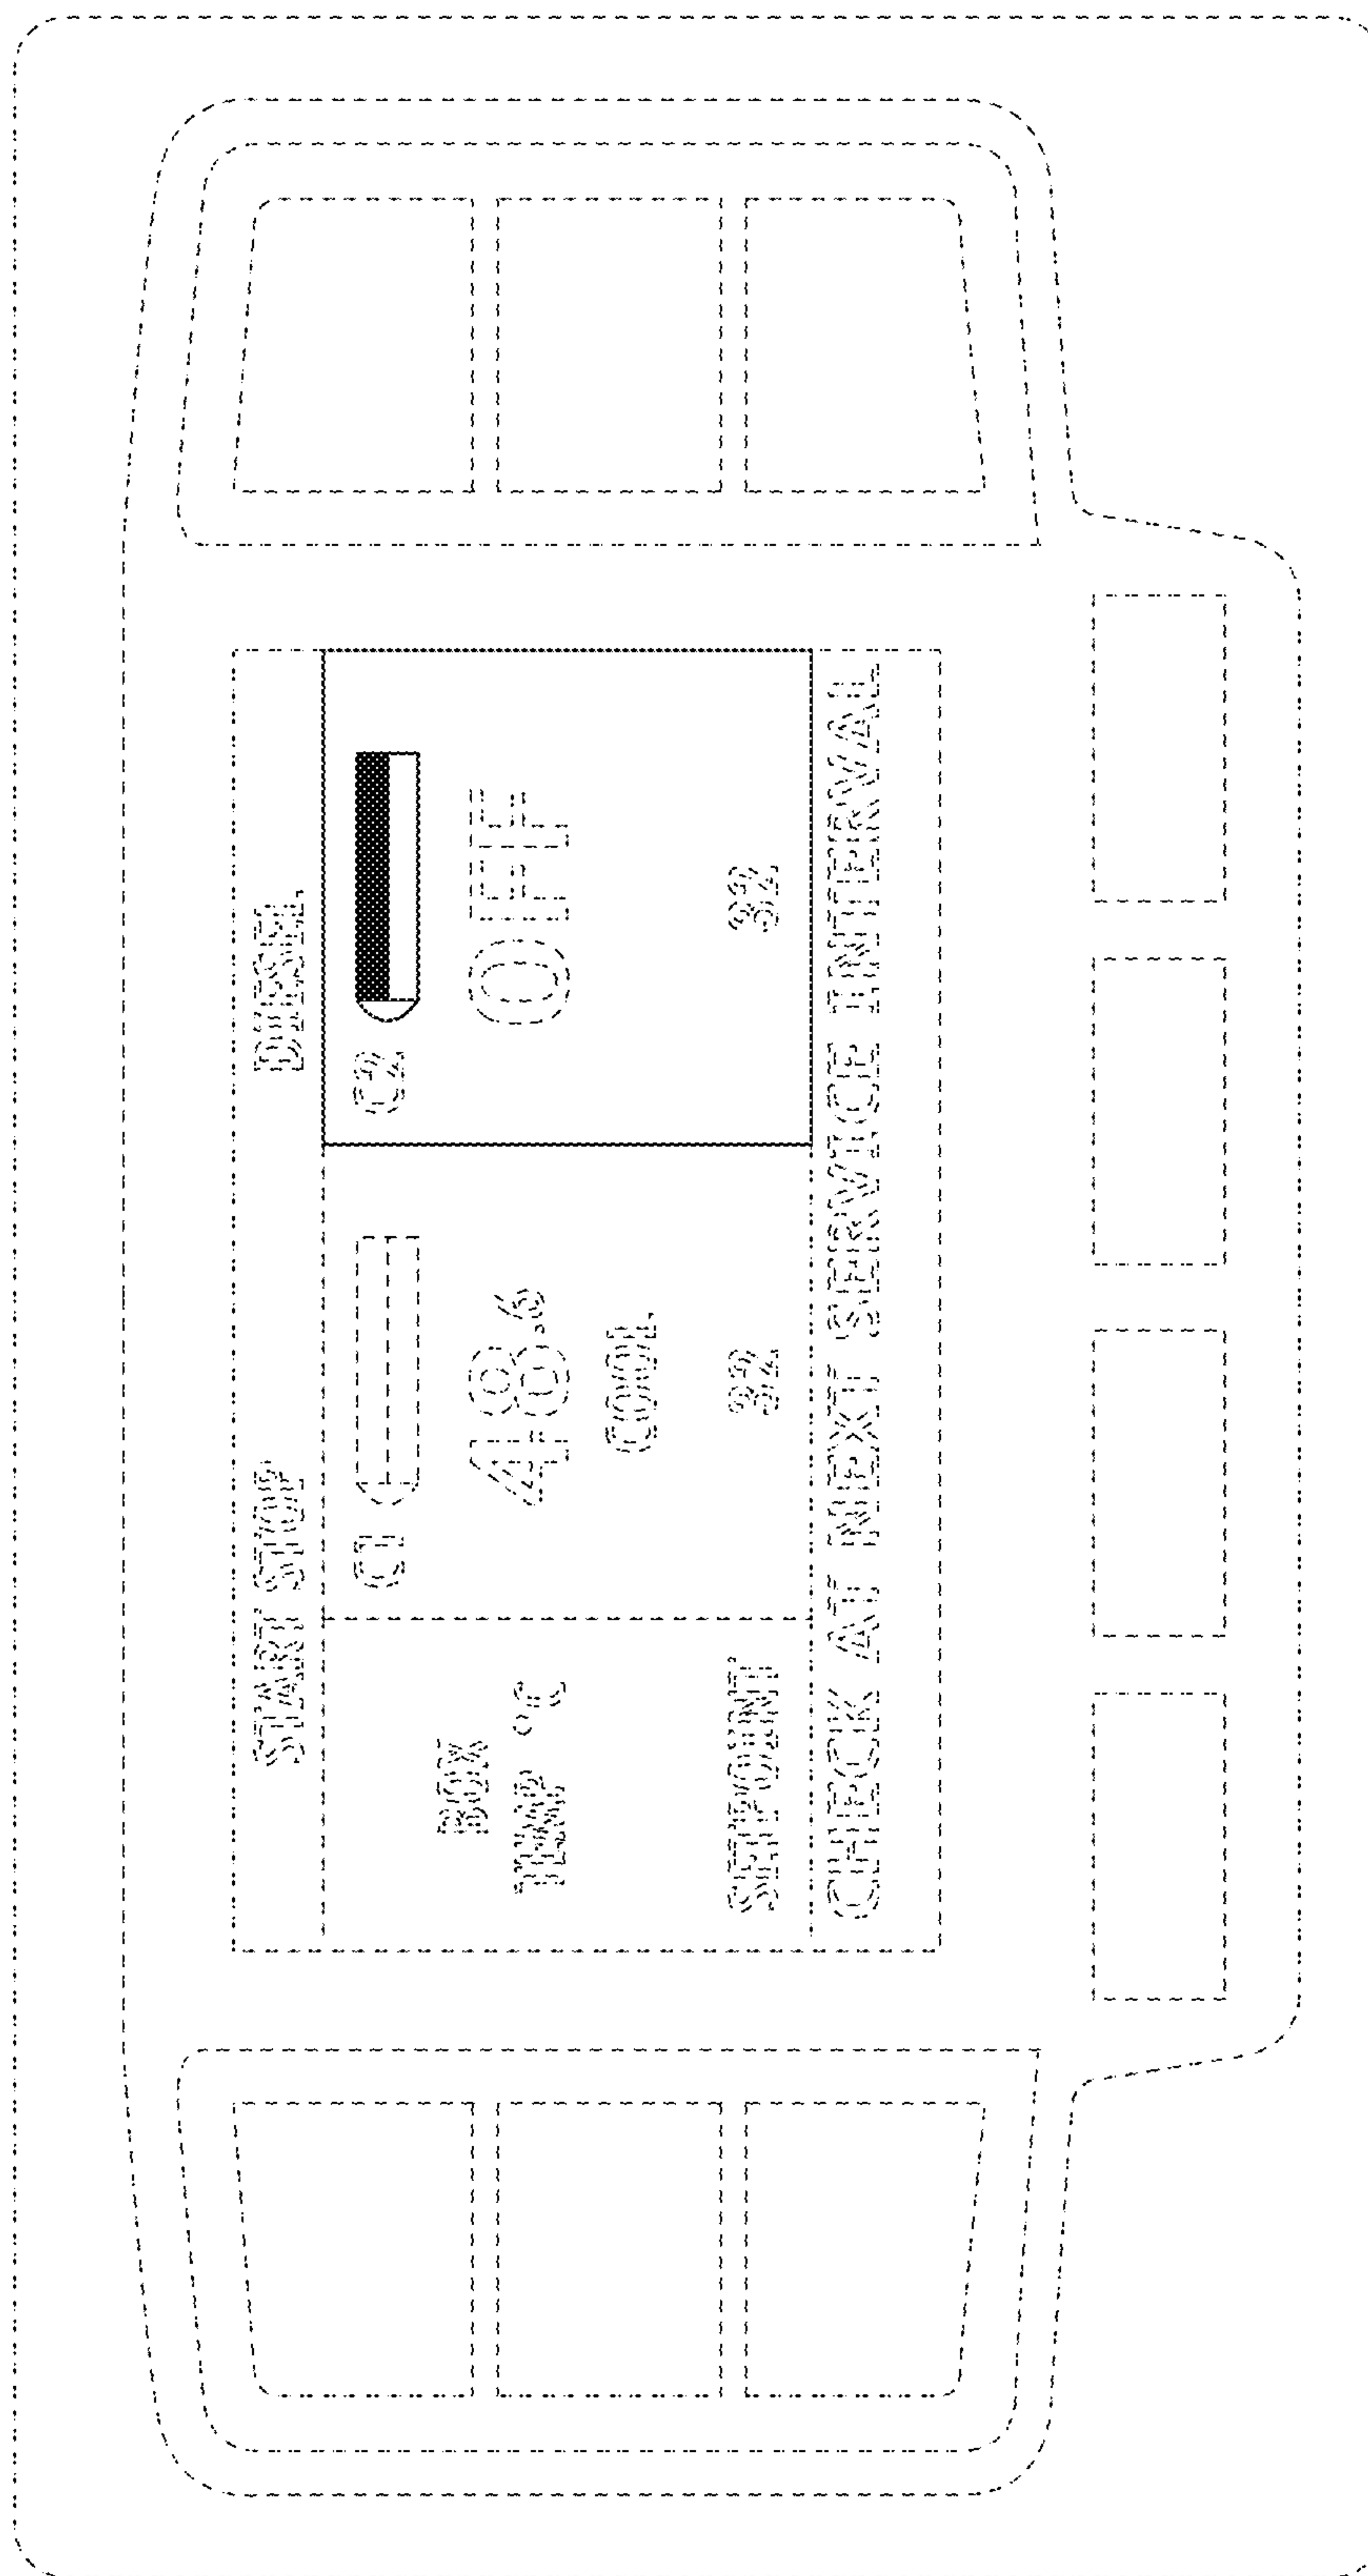 START STOP DIESEL
C1 C2
BOX
TEMP °C 48.6 OFF
COOL
SETPOINT 32 32
CHECK AT NEXT SERVICE INTERVAL